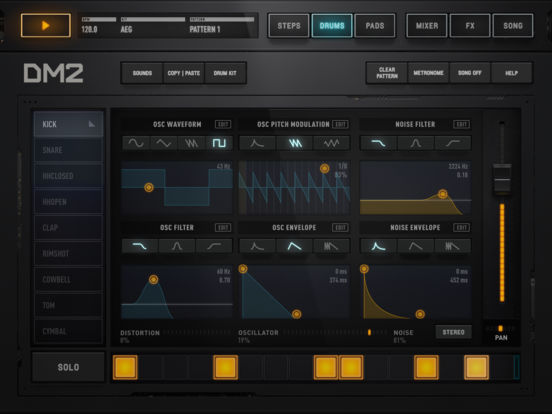 BPM KIT PATTERN
120.0 AEG PATTERN 1
STEPS DRUMS PADS MIXER FX SONG
DM2
SOUNDS COPY | PASTE DRUM KIT
CLEAR PATTERN METRONOME SONG OFF HELP
KICK
SNARE
HHCLOSED
HHOPEN
CLAP
RIMSHOT
COWBELL
TOM
CYMBAL
OSC WAVEFORM EDIT OSC PITCH MODULATION EDIT NOISE FILTER EDIT
43 Hz 1/8 2224 Hz
83% 0.10
OSC FILTER EDIT OSC ENVELOPE EDIT NOISE ENVELOPE EDIT
60 Hz 0 ms 0 ms
0.70 374 ms 452 ms
DISTORTION OSCILLATOR NOISE STEREO
0% 19% 81%
PAN
SOLO